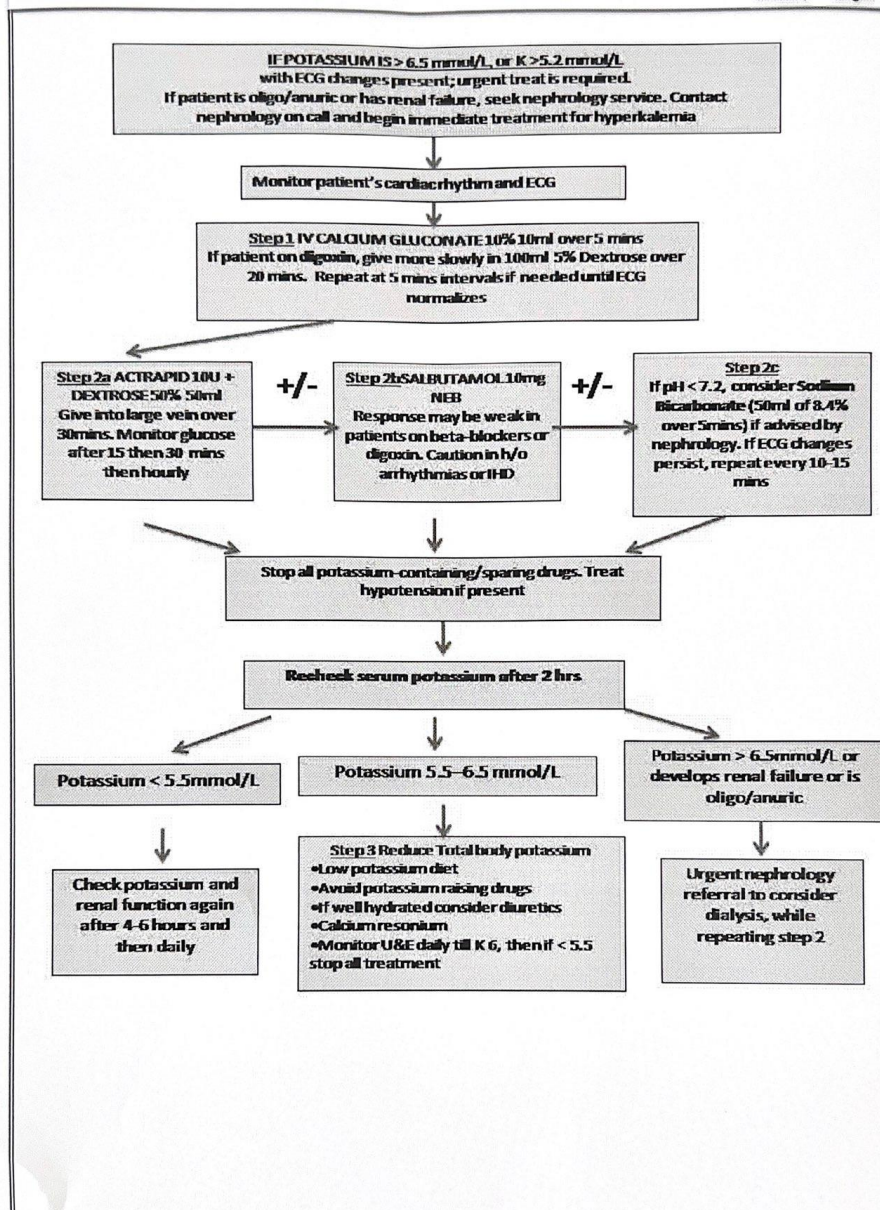 IF POTASSIUM IS > 6.5 mmol/L, or K >5.2 mmol/L
with ECG changes present; urgent treat is required.
If patient is oligo/anuric or has renal failure, seek nephrology service. Contact
nephrology on call and begin immediate treatment for hyperkalemia
Monitor patient's cardiac rhythm and ECG
Step 1 IV CALCIUM GLUCONATE 10% 10ml over 5 mins
If patient on digoxin, give more slowly in 100ml 5% Dextrose over
20 mins. Repeat at 5 mins intervals if needed until ECG
normalizes
Step 2a ACTRAPID 10U +
DEXTROSE 50% 50ml
Give into large vein over
30mins. Monitor glucose
after 15 then 30 mins
then hourly
+/-
Step 2b SALBUTAMOL 10mg
NEB
Response may be weak in
patients on beta-blockers or
digoxin. Caution in h/o
arrhythmias or IHD
+/-
Step 2c
If pH < 7.2, consider Sodium
Bicarbonate (50ml of 8.4%
over 5mins) if advised by
nephrology. If ECG changes
persist, repeat every 10-15
mins
Stop all potassium-containing/sparing drugs. Treat
hypotension if present
Recheck serum potassium after 2 hrs
Potassium < 5.5mmol/L
Potassium 5.5–6.5 mmol/L
Potassium > 6.5mmol/L or
develops renal failure or is
oligo/anuric
Check potassium and
renal function again
after 4-6 hours and
then daily
Step 3 Reduce Total body potassium
•Low potassium diet
•Avoid potassium raising drugs
•If well hydrated consider diuretics
•Calcium resonium
•Monitor U&E daily till K 6, then if < 5.5
stop all treatment
Urgent nephrology
referral to consider
dialysis, while
repeating step 2